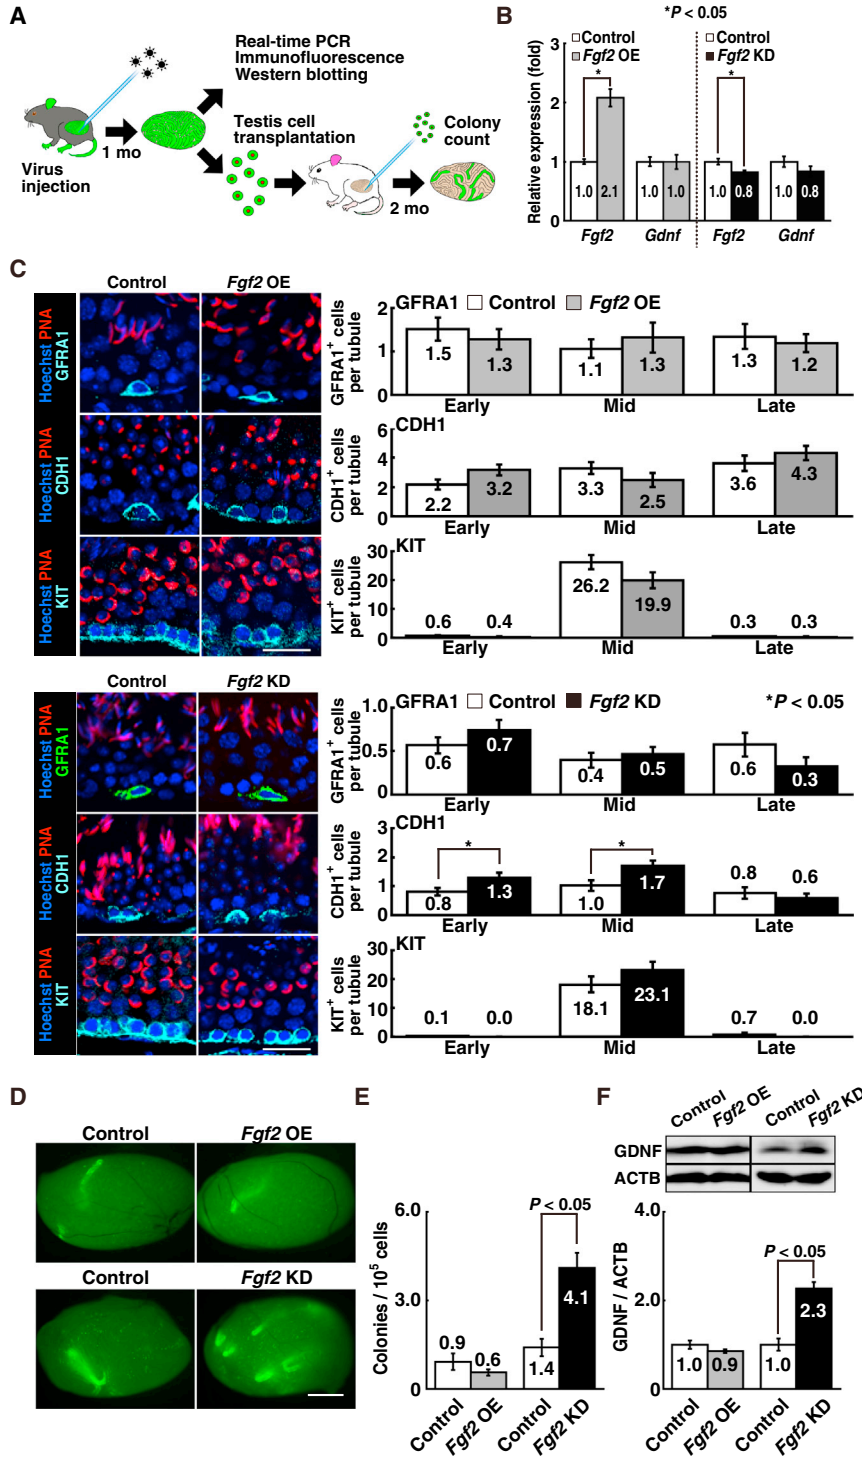 A
Real-time PCR
Immunofluorescence
Western blotting
Virus
injection
1 mo
Testis cell
transplantation
Colony
count
2 mo
B
*P < 0.05
Control
Fgf2 OE
Control
Fgf2 KD
Relative expression (fold)
3
2
1
0
*
*
1.0
2.1
1.0
1.0
1.0
0.8
1.0
0.8
Fgf2
Gdnf
Fgf2
Gdnf
C
Control
Fgf2 OE
Hoechst PNA
GFRA1
Hoechst PNA
CDH1
Hoechst PNA
KIT
GFRA1
Control
Fgf2 OE
GFRA1+ cells
per tubule
2
1
0
1.5
1.3
1.1
1.3
1.3
1.2
Early
Mid
Late
CDH1
CDH1+ cells
per tubule
6
4
2
0
2.2
3.2
3.3
2.5
3.6
4.3
Early
Mid
Late
KIT
KIT+ cells
per tubule
30
20
10
0
0.6
0.4
26.2
19.9
0.3
0.3
Early
Mid
Late
Control
Fgf2 KD
Hoechst PNA
GFRA1
Hoechst PNA
CDH1
Hoechst PNA
KIT
GFRA1
Control
Fgf2 KD
*P < 0.05
GFRA1+ cells
per tubule
1.0
0.5
0
0.6
0.7
0.4
0.5
0.6
0.3
Early
Mid
Late
CDH1
CDH1+ cells
per tubule
3
2
1
0
*
*
0.8
1.3
1.0
1.7
0.8
0.6
Early
Mid
Late
KIT
KIT+ cells
per tubule
30
20
10
0
0.1
0.0
18.1
23.1
0.7
0.0
Early
Mid
Late
D
Control
Fgf2 OE
Control
Fgf2 KD
E
Colonies / 10^5 cells
6.0
3.0
0
P < 0.05
0.9
0.6
1.4
4.1
Control
Fgf2 OE
Control
Fgf2 KD
F
Control
Fgf2 OE
Control
Fgf2 KD
GDNF
ACTB
GDNF / ACTB
4.0
2.0
0
P < 0.05
1.0
0.9
1.0
2.3
Control
Fgf2 OE
Control
Fgf2 KD